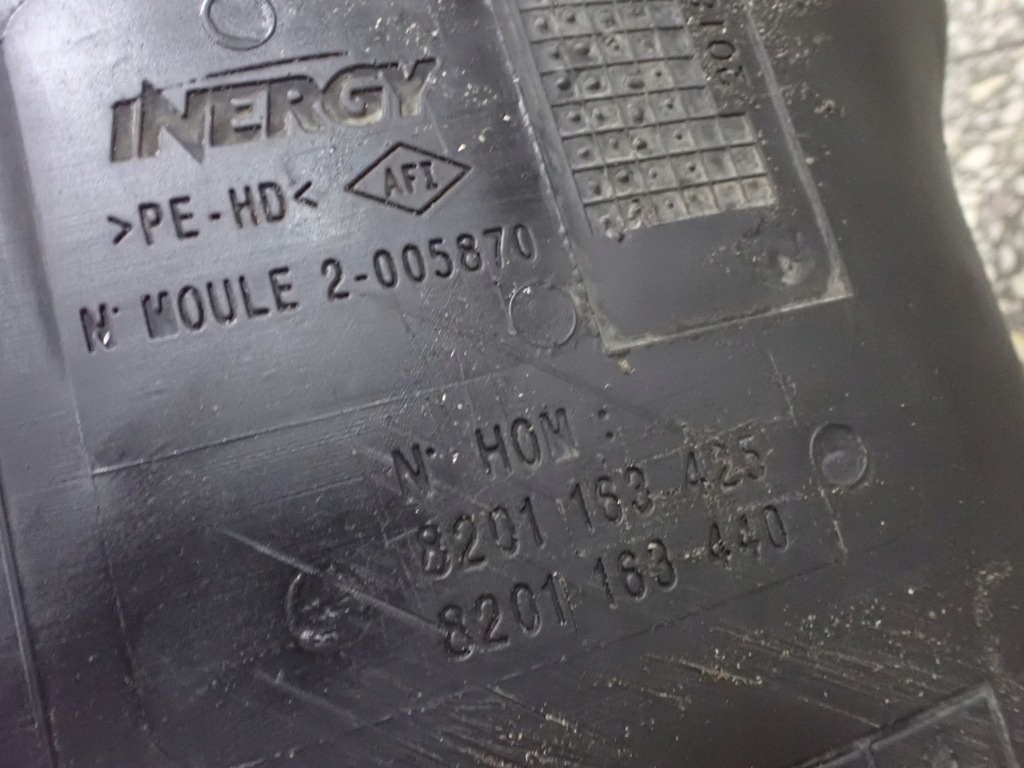 INERGY
>PE-HD< AFI
N° MOULE 2-005870
N° HOM :
8201 163 425
8201 163 440